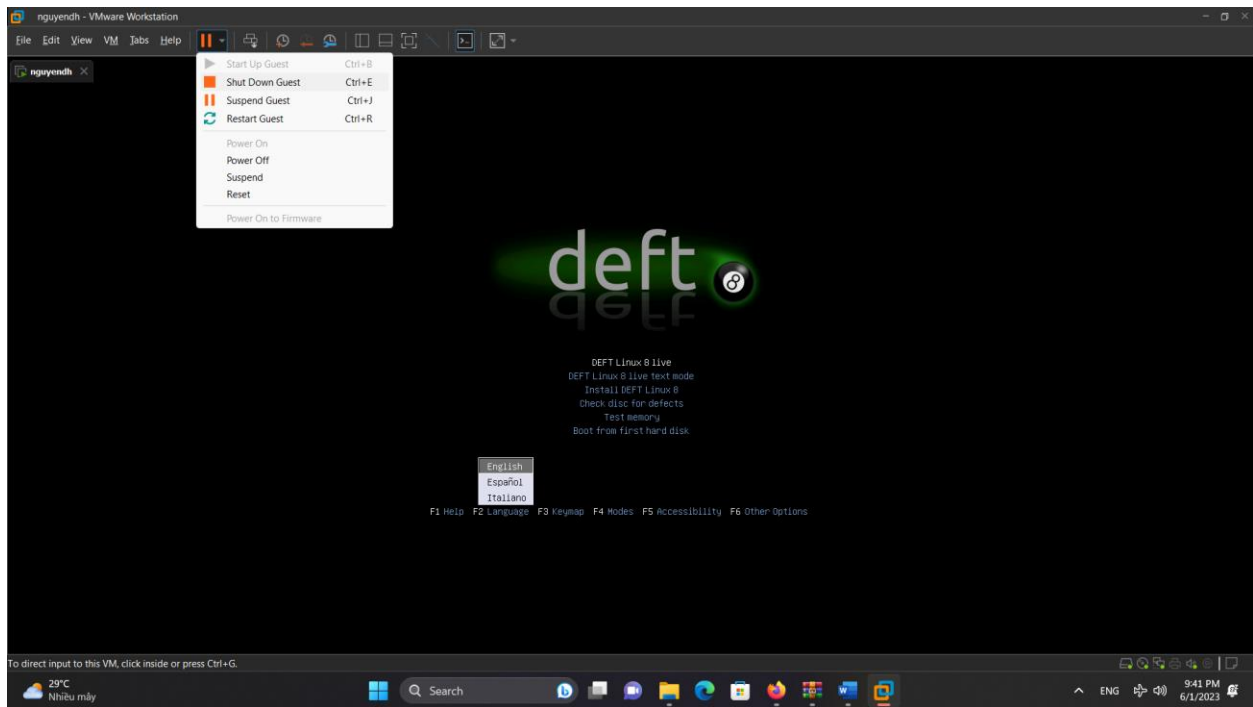 nguyendh - VMware Workstation
File Edit View VM Tabs Help
nguyendh
Start Up Guest Ctrl+B
Shut Down Guest Ctrl+E
Suspend Guest Ctrl+J
Restart Guest Ctrl+R
Power On
Power Off
Suspend
Reset
Power On to Firmware
deft 8
DEFT Linux 8 live
DEFT Linux 8 live text mode
Install DEFT Linux 8
Check disc for defects
Test memory
Boot from first hard disk
English
Español
Italiano
F1 Help F2 Language F3 Keymap F4 Modes F5 Accessibility F6 Other Options
To direct input to this VM, click inside or press Ctrl+G.
29°C
Nhiều mây
Search
ENG
9:41 PM
6/1/2023